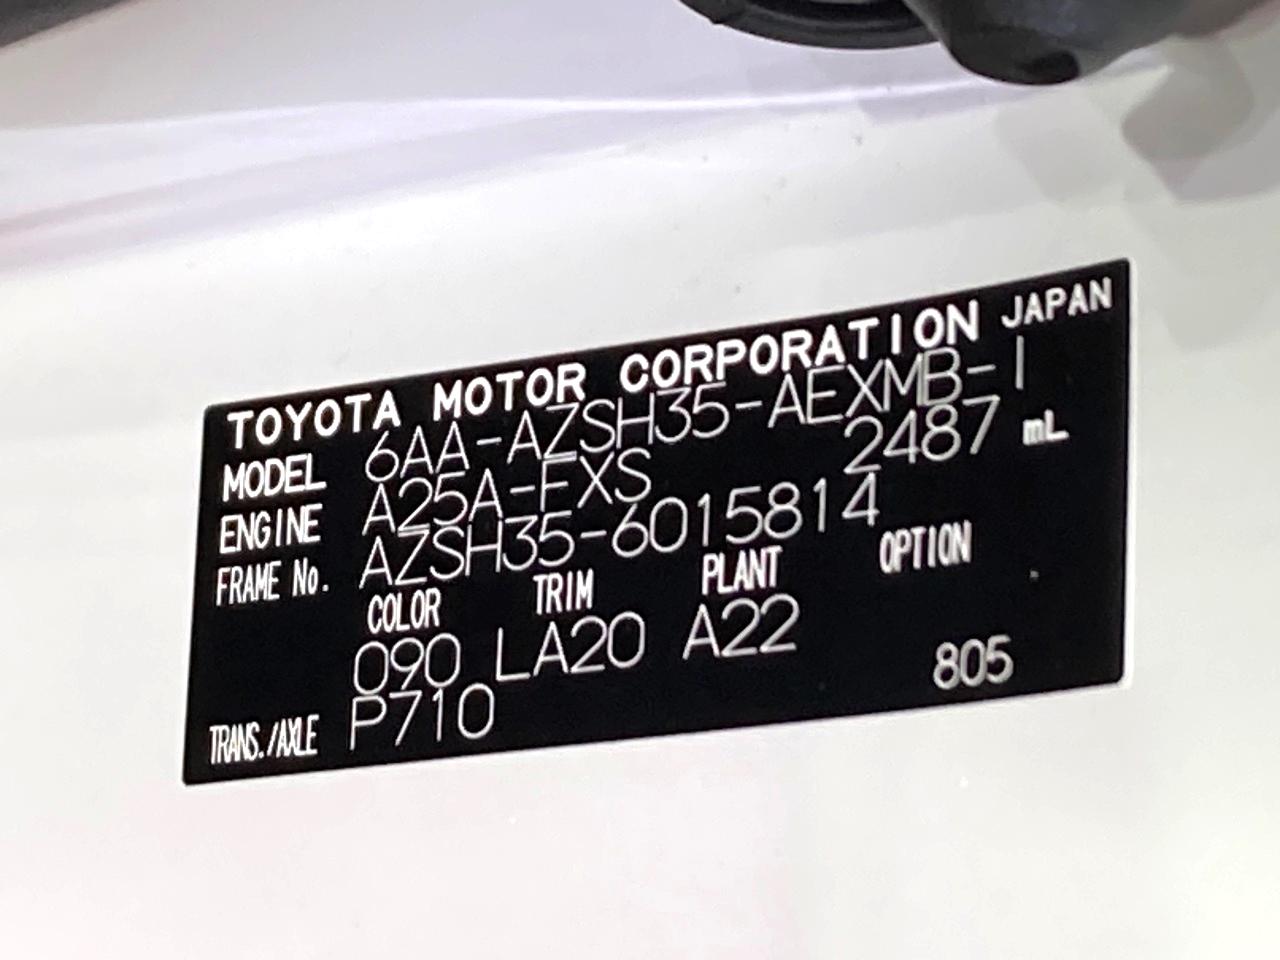 TOYOTA MOTOR CORPORATION JAPAN
MODEL 6AA-AZSH35-AEXMB-I
ENGINE A25A-FXS 2487 mL
FRAME No. AZSH35-6015814
COLOR TRIM PLANT OPTION
090 LA20 A22
TRANS./AXLE P710 805